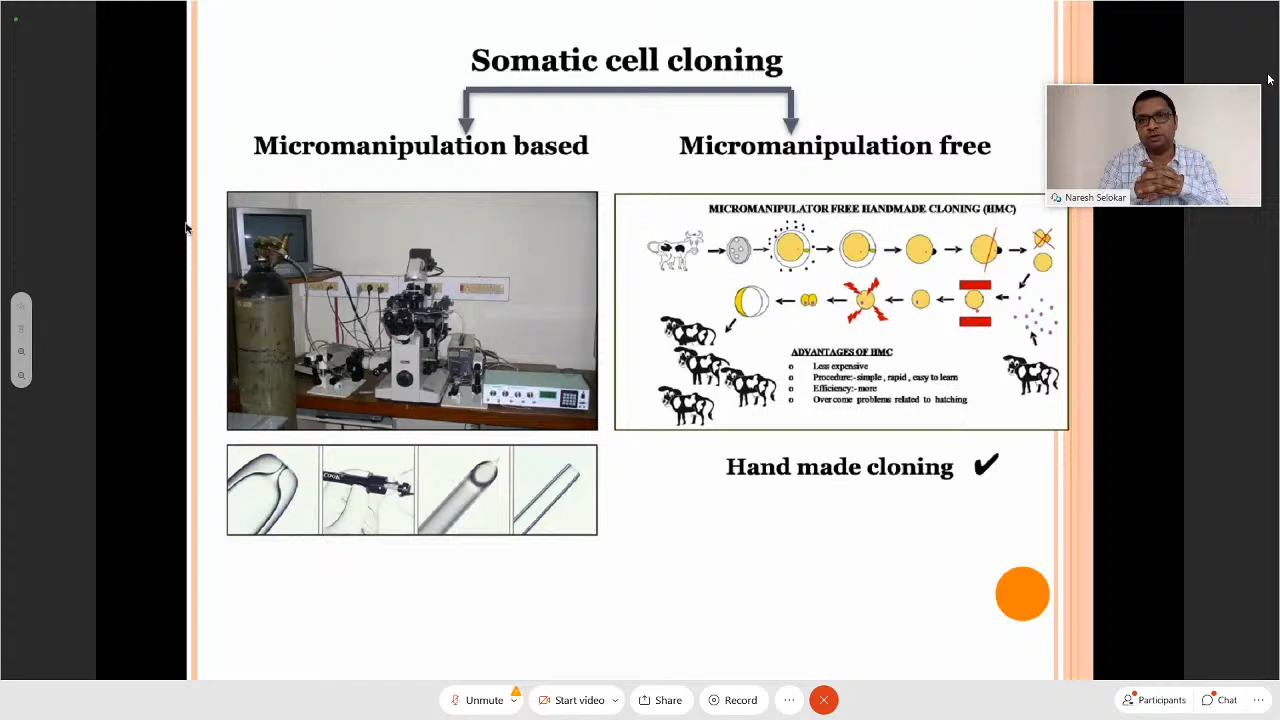 Somatic cell cloning
Micromanipulation based
Micromanipulation free
Naresh Selokar
MICROMANIPULATOR FREE HANDMADE CLONING (HMC)
ADVANTAGES OF HMC
o Less expensive
o Procedure:- simple , rapid , easy to learn
o Efficiency:- more
o Overcome problems related to hatching
COOK
Hand made cloning ✔
Unmute
Start video
Share
Record
Participants
Chat